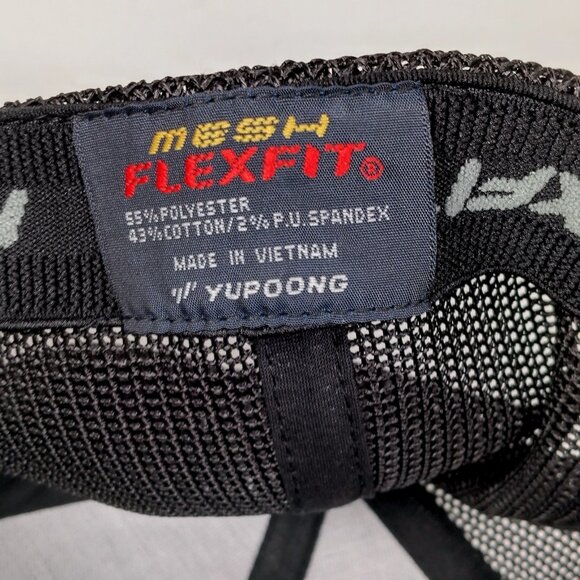 MESH
FLEXFIT®
55% POLYESTER
43% COTTON/2% P.U. SPANDEX
MADE IN VIETNAM
YUPOONG